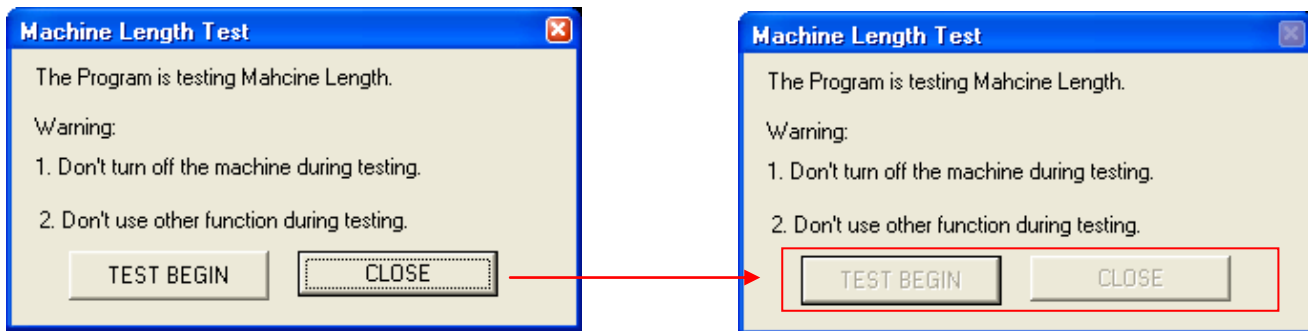 Machine Length Test
The Program is testing Mahcine Length.
Warning:
1. Don't turn off the machine during testing.
2. Don't use other function during testing.
TEST BEGIN
CLOSE
Machine Length Test
The Program is testing Mahcine Length.
Warning:
1. Don't turn off the machine during testing.
2. Don't use other function during testing.
TEST BEGIN
CLOSE